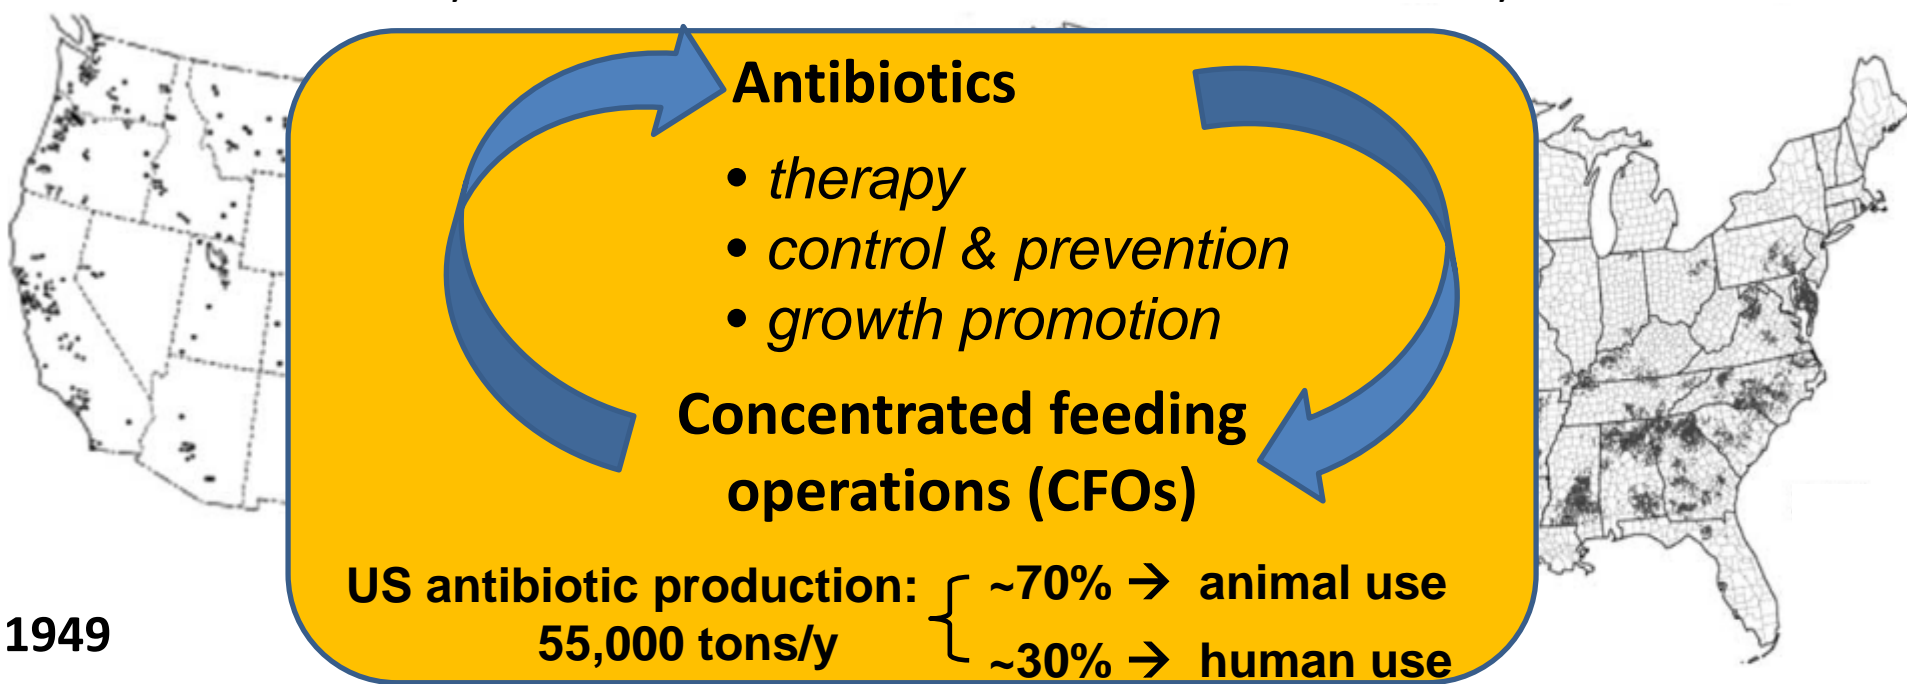 Antibiotics
• therapy
• control & prevention
• growth promotion
Concentrated feeding
operations (CFOs)
US antibiotic production:
55,000 tons/y
~70% → animal use
~30% → human use
1949